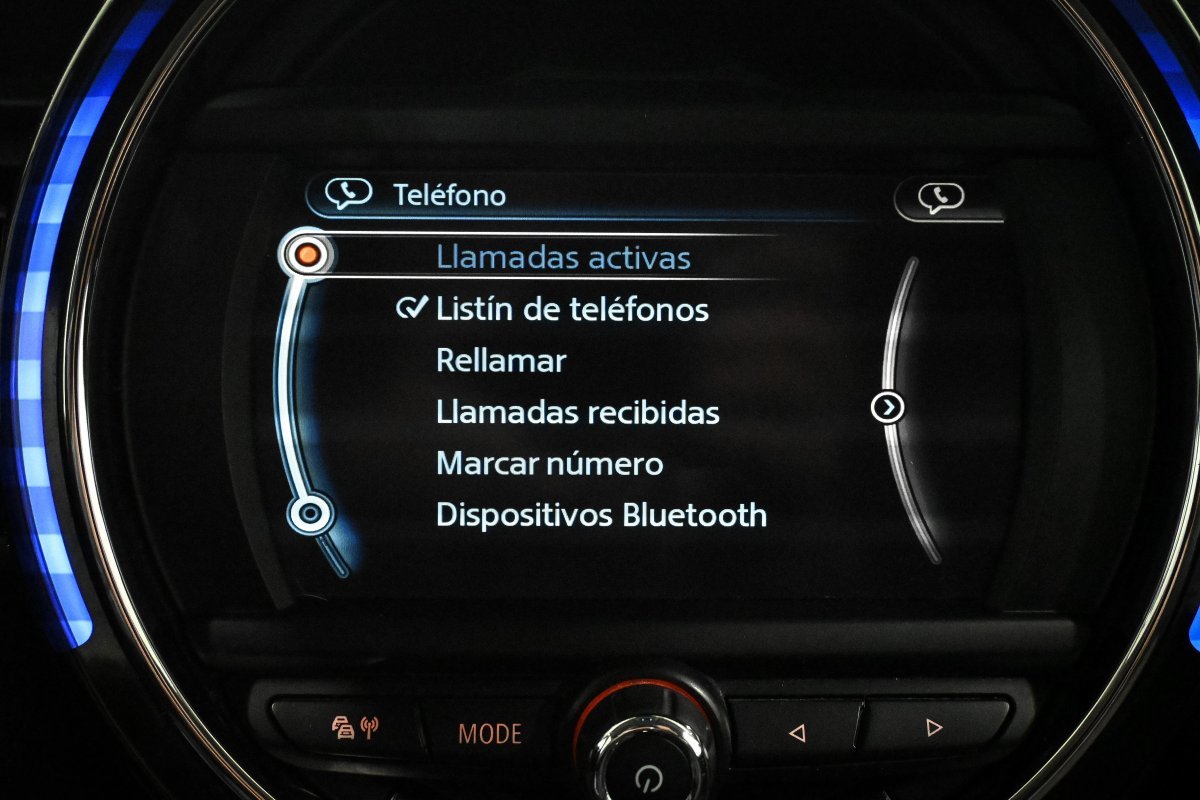 Teléfono
Llamadas activas
Listín de teléfonos
Rellamar
Llamadas recibidas
Marcar número
Dispositivos Bluetooth
MODE